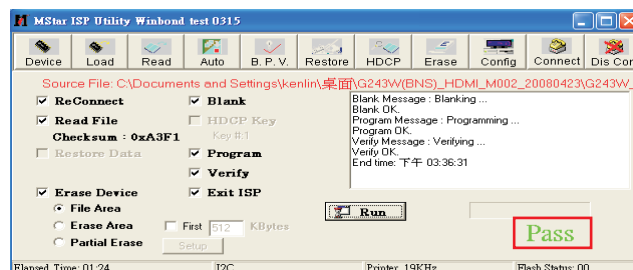 MStar ISP Utility Winbond test 0315
Device Load Read Auto B. P. V. Restore HDCP Erase Config Connect Dis Con
Source File: C:\Documents and Settings\kenlin\桌面\G243W(BNS)_HDMI_M002_20080423\G243W_
ReConnect
Blank
Read File
HDCP Key
Checksum : 0xA3F1
Key #:1
Restore Data
Program
Verify
Erase Device
Exit ISP
File Area
Erase Area
First 512 KBytes
Partial Erase
Setup
Blank Message : Blanking ...
Blank OK.
Program Message : Programming ...
Program OK.
Verify Message : Verifying ...
Verify OK.
End time: 下午 03:36:31
Run
Pass
Elapsed Time: 01:24 I2C Printer 19KHz Flash Status: 00